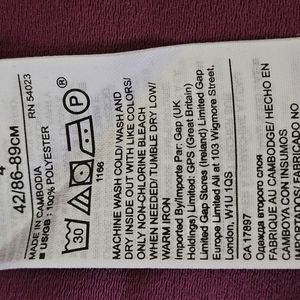 4
42/86-89CM
RN 54023
MADE IN CAMBODIA
■ US/GB : 100% POLYESTER
30
P
®
1166
MACHINE WASH COLD/ WASH AND
DRY INSIDE OUT WITH LIKE COLORS/
ONLY NON-CHLORINE BLEACH
WHEN NEEDED/ TUMBLE DRY LOW/
WARM IRON
Imported By/Importe Par: Gap (UK
Holdings) Limited: GPS (Great Britain)
Limited Gap Stores (Ireland) Limited Gap
Europe Limited All at 103 Wigmore Street,
London, W1U 1QS
CA 17897
Одежда второго слоя
FABRIQUE AU CAMBODGE/ HECHO EN
CAMBOYA CON INSUMOS
IMPORTADOS